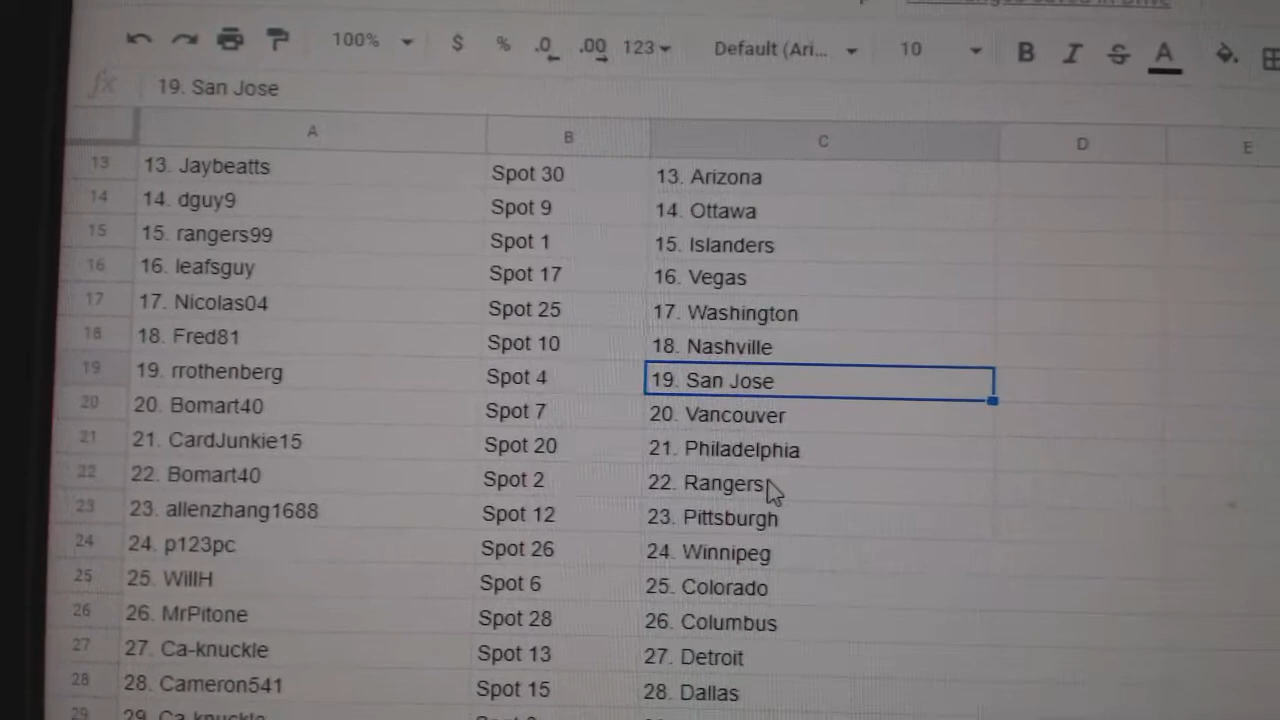 100% $ % .0 .00 123 Default (Ari... 10 B I S A
fx 19. San Jose
A B C D E
13 13. Jaybeatts Spot 30 13. Arizona
14 14. dguy9 Spot 9 14. Ottawa
15 15. rangers99 Spot 1 15. Islanders
16 16. leafsguy Spot 17 16. Vegas
17 17. Nicolas04 Spot 25 17. Washington
18 18. Fred81 Spot 10 18. Nashville
19 19. rrothenberg Spot 4 19. San Jose
20 20. Bomart40 Spot 7 20. Vancouver
21 21. CardJunkie15 Spot 20 21. Philadelphia
22 22. Bomart40 Spot 2 22. Rangers
23 23. allenzhang1688 Spot 12 23. Pittsburgh
24 24. p123pc Spot 26 24. Winnipeg
25 25. WillH Spot 6 25. Colorado
26 26. MrPitone Spot 28 26. Columbus
27 27. Ca-knuckle Spot 13 27. Detroit
28 28. Cameron541 Spot 15 28. Dallas
29 29. Ca-knuckle